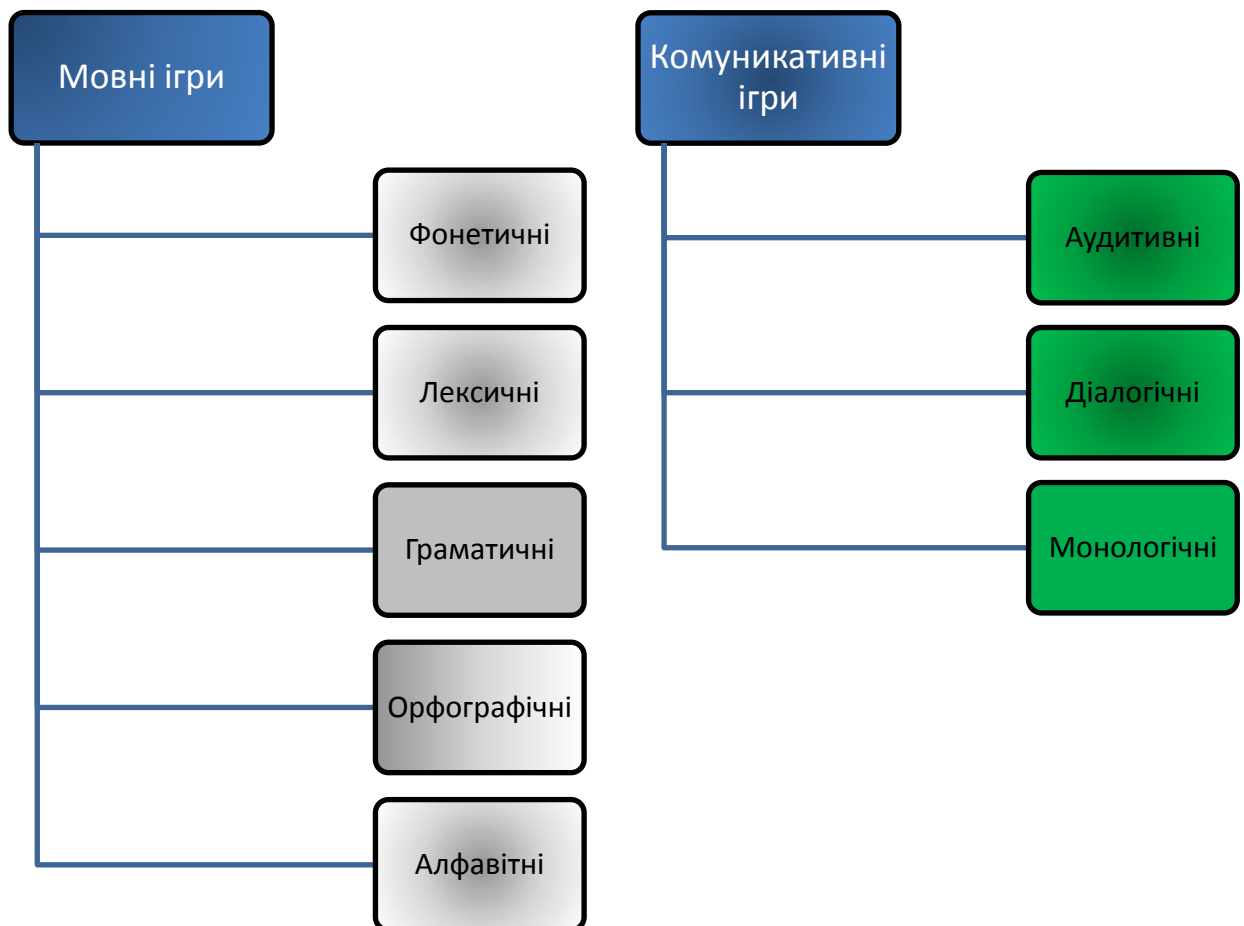 Мовні ігри
Фонетичні
Лексичні
Граматичні
Орфографічні
Алфавітні
Комуникативні
ігри
Аудитивні
Діалогічні
Монологічні